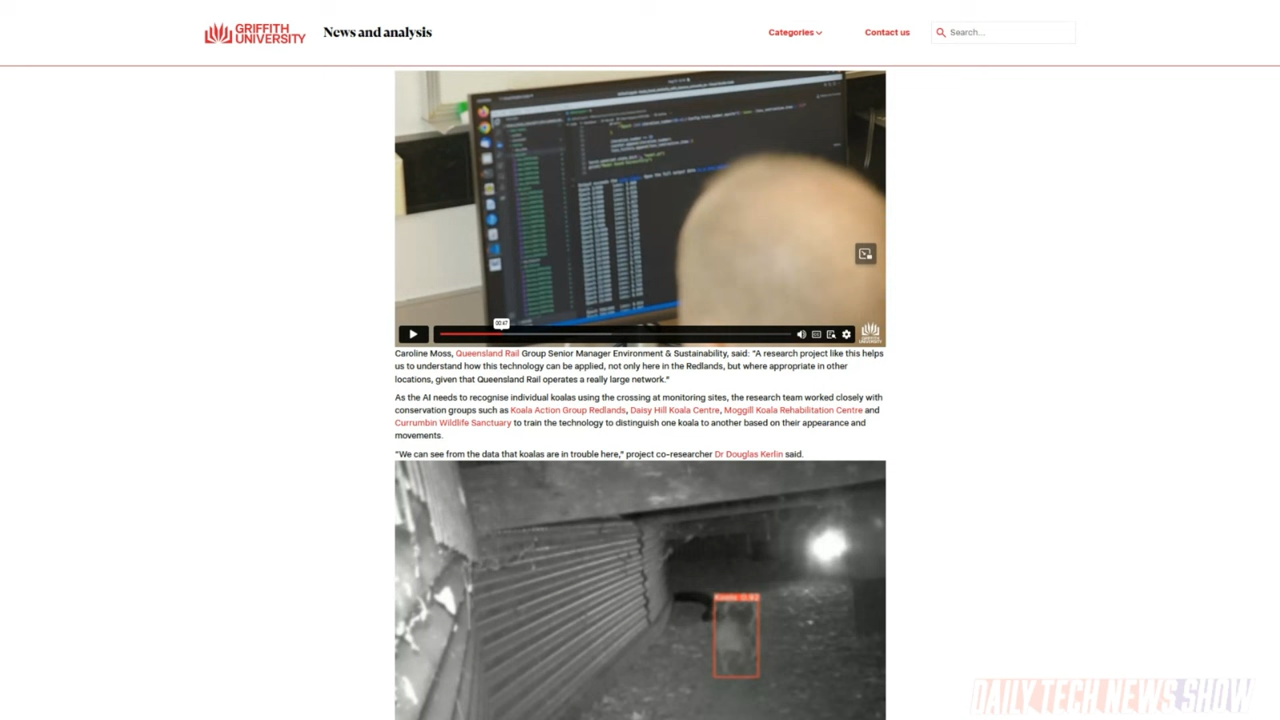 GRIFFITH
UNIVERSITY
News and analysis
Categories
Contact us
Search...
00:47
Caroline Moss, Queensland Rail Group Senior Manager Environment & Sustainability, said: "A research project like this helps
us to understand how this technology can be applied, not only here in the Redlands, but where appropriate in other
locations, given that Queensland Rail operates a really large network."
As the AI needs to recognise individual koalas using the crossing at monitoring sites, the research team worked closely with
conservation groups such as Koala Action Group Redlands, Daisy Hill Koala Centre, Moggill Koala Rehabilitation Centre and
Currumbin Wildlife Sanctuary to train the technology to distinguish one koala to another based on their appearance and
movements.
"We can see from the data that koalas are in trouble here," project co-researcher Dr Douglas Kerlin said.
DAILY TECH NEWS SHOW